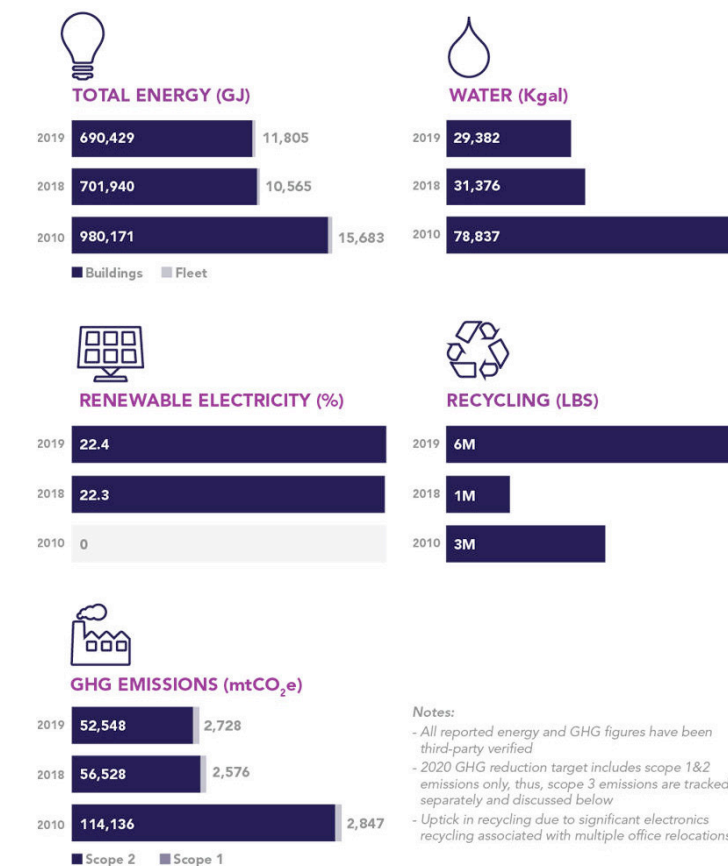 TOTAL ENERGY (GJ)
2019 690,429 11,805
2018 701,940 10,565
2010 980,171 15,683
Buildings Fleet
WATER (Kgal)
2019 29,382
2018 31,376
2010 78,837
RENEWABLE ELECTRICITY (%)
2019 22.4
2018 22.3
2010 0
RECYCLING (LBS)
2019 6M
2018 1M
2010 3M
GHG EMISSIONS (mtCO₂e)
2019 52,548 2,728
2018 56,528 2,576
2010 114,136 2,847
Scope 2 Scope 1
Notes:
- All reported energy and GHG figures have been
third-party verified
- 2020 GHG reduction target includes scope 1&2
emissions only, thus, scope 3 emissions are tracked
separately and discussed below
- Uptick in recycling due to significant electronics
recycling associated with multiple office relocations